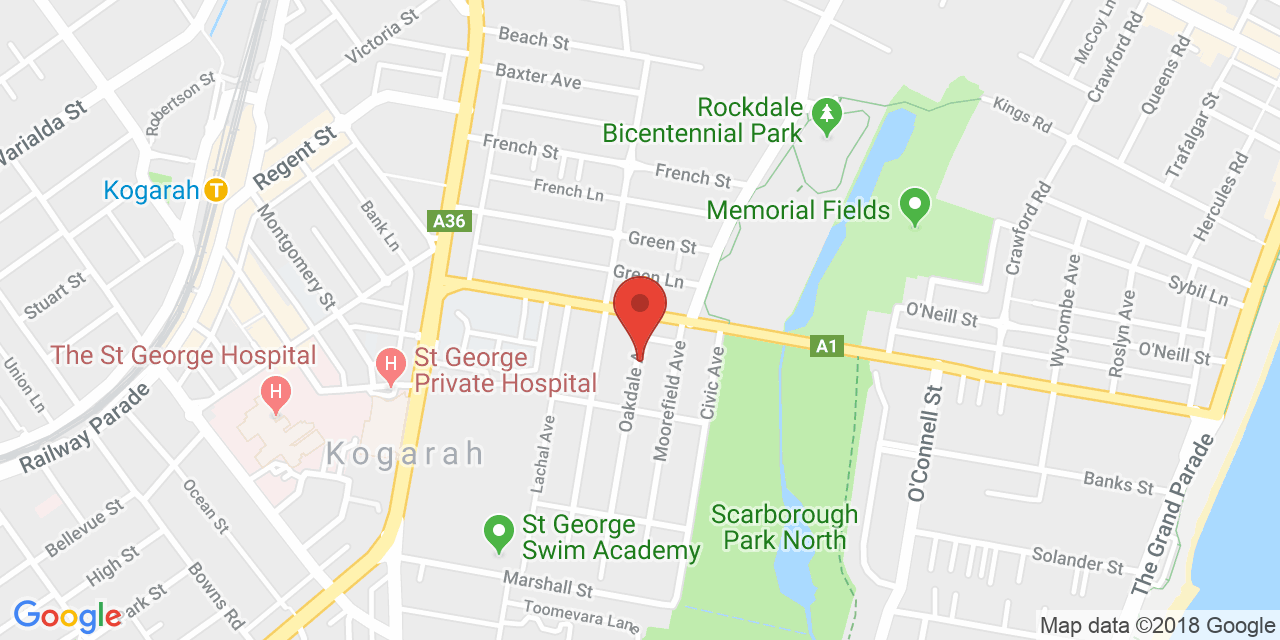 Victoria St
Beach St
Baxter Ave
McCoy Ln
Crawford Rd
Queens Rd
Trafalgar St
Hercules Rd
Robertson St
Varialda St
Regent St
Kogarah
T
Rockdale
Bicentennial Park
Kings Rd
French St
French St
French Ln
Memorial Fields
Bank Ln
Montgomery St
A36
Green St
Green Ln
Crawford Rd
Wycombe Ave
Roslyn Ave
Sybil Ln
Stuart St
O'Neill St
O'Neill St
A1
The St George Hospital
H
H
St George
Private Hospital
Union Ln
Railway Parade
Oakdale A
Moorefield Ave
Civic Ave
Lachal Ave
Kogarah
O'Connell St
Banks St
The Grand Parade
Ocean St
Bellevue St
High St
Park St
Bowns Rd
St George
Swim Academy
Scarborough
Park North
Solander St
Marshall St
Toomevara Lane
Google
Map data ©2018 Google